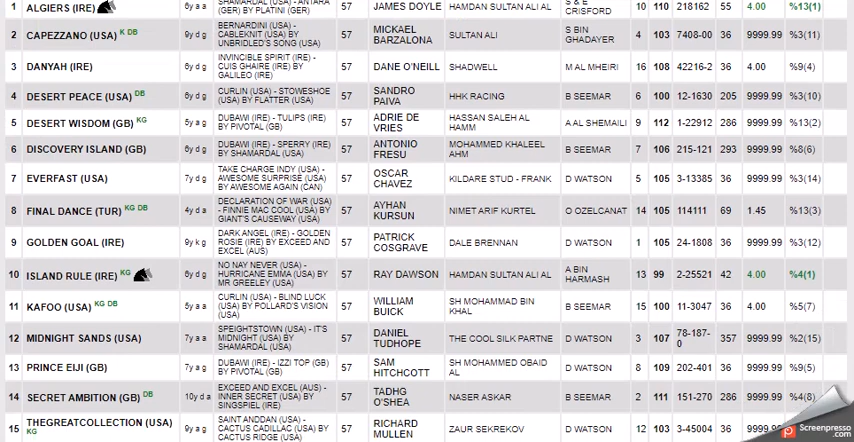 1 ALGIERS (IRE) 6y a a SHAMARDAL (USA) - ANTARA (GER) BY PLATINI (GER) JAMES DOYLE HAMDAN SULTAN ALI AL S & E CRISFORD 10 110 218162 55 4.00 %13(1)
2 CAPEZZANO (USA) K DB 9y d g BERNARDINI (USA) - CABLEKNIT (USA) BY UNBRIDLED'S SONG (USA) 57 MICKAEL BARZALONA SULTAN ALI S BIN GHADAYER 4 103 7408-00 36 9999.99 %3(11)
3 DANYAH (IRE) 6y d g INVINCIBLE SPIRIT (IRE) - CUIS GHAIRE (IRE) BY GALILEO (IRE) 57 DANE O'NEILL SHADWELL M AL MHEIRI 16 108 42216-2 36 4.00 %9(4)
4 DESERT PEACE (USA) DB 6y d g CURLIN (USA) - STOWESHOE (USA) BY FLATTER (USA) 57 SANDRO PAIVA HHK RACING B SEEMAR 6 100 12-1630 205 9999.99 %3(10)
5 DESERT WISDOM (GB) KG 5y a g DUBAWI (IRE) - TULIPS (IRE) BY PIVOTAL (GB) 57 ADRIE DE VRIES HASSAN SALEH AL HAMM A AL SHEMAILI 9 112 1-22912 286 9999.99 %13(2)
6 DISCOVERY ISLAND (GB) 6y d g DUBAWI (IRE) - SPERRY (IRE) BY SHAMARDAL (USA) 57 ANTONIO FRESU MOHAMMED KHALEEL AHM B SEEMAR 7 106 215-121 293 9999.99 %8(6)
7 EVERFAST (USA) 7y d g TAKE CHARGE INDY (USA) - AWESOME SURPRISE (USA) BY AWESOME AGAIN (CAN) 57 OSCAR CHAVEZ KILDARE STUD - FRANK D WATSON 5 105 3-13385 36 9999.99 %3(14)
8 FINAL DANCE (TUR) KG DB 4y d a DECLARATION OF WAR (USA) - FINNIE MAC COOL (USA) BY GIANT'S CAUSEWAY (USA) 57 AYHAN KURSUN NIMET ARIF KURTEL O OZELCANAT 14 105 114111 69 1.45 %13(3)
9 GOLDEN GOAL (IRE) 9y k g DARK ANGEL (IRE) - GOLDEN ROSIE (IRE) BY EXCEED AND EXCEL (AUS) 57 PATRICK COSGRAVE DALE BRENNAN D WATSON 1 105 24-1808 36 9999.99 %3(12)
10 ISLAND RULE (IRE) KG 6y d g NO NAY NEVER (USA) - HURRICANE EMMA (USA) BY MR GREELEY (USA) 57 RAY DAWSON HAMDAN SULTAN ALI AL A BIN HARMASH 13 99 2-25521 42 4.00 %4(1)
11 KAFOO (USA) KG DB 5y a a CURLIN (USA) - BLIND LUCK (USA) BY POLLARD'S VISION (USA) 57 WILLIAM BUICK SH MOHAMMAD BIN KHAL B SEEMAR 15 100 11-3047 36 4.00 %5(7)
12 MIDNIGHT SANDS (USA) 7y a a SPEIGHTSTOWN (USA) - IT'S MIDNIGHT (USA) BY SHAMARDAL (USA) 57 DANIEL TUDHOPE THE COOL SILK PARTNE D WATSON 3 107 78-187-0 357 9999.99 %2(15)
13 PRINCE EIJI (GB) 7y a g DUBAWI (IRE) - IZZI TOP (GB) BY PIVOTAL (GB) 57 SAM HITCHCOTT SH MOHAMMED OBAID AL D WATSON 8 109 202-401 36 9999.99 %9(5)
14 SECRET AMBITION (GB) DB 10y d a EXCEED AND EXCEL (AUS) - INNER SECRET (USA) BY SINGSPIEL (IRE) 57 TADHG O'SHEA NASER ASKAR B SEEMAR 2 111 151-270 286 9999.99 %4(8)
15 THEGREATCOLLECTION (USA) KG 9y a g SAINT ANDDAN (USA) - CACTUS CADILLAC (USA) BY CACTUS RIDGE (USA) 57 RICHARD MULLEN ZAUR SEKREKOV D WATSON 12 103 3-45004 36 9999.99
Screenpresso
.com